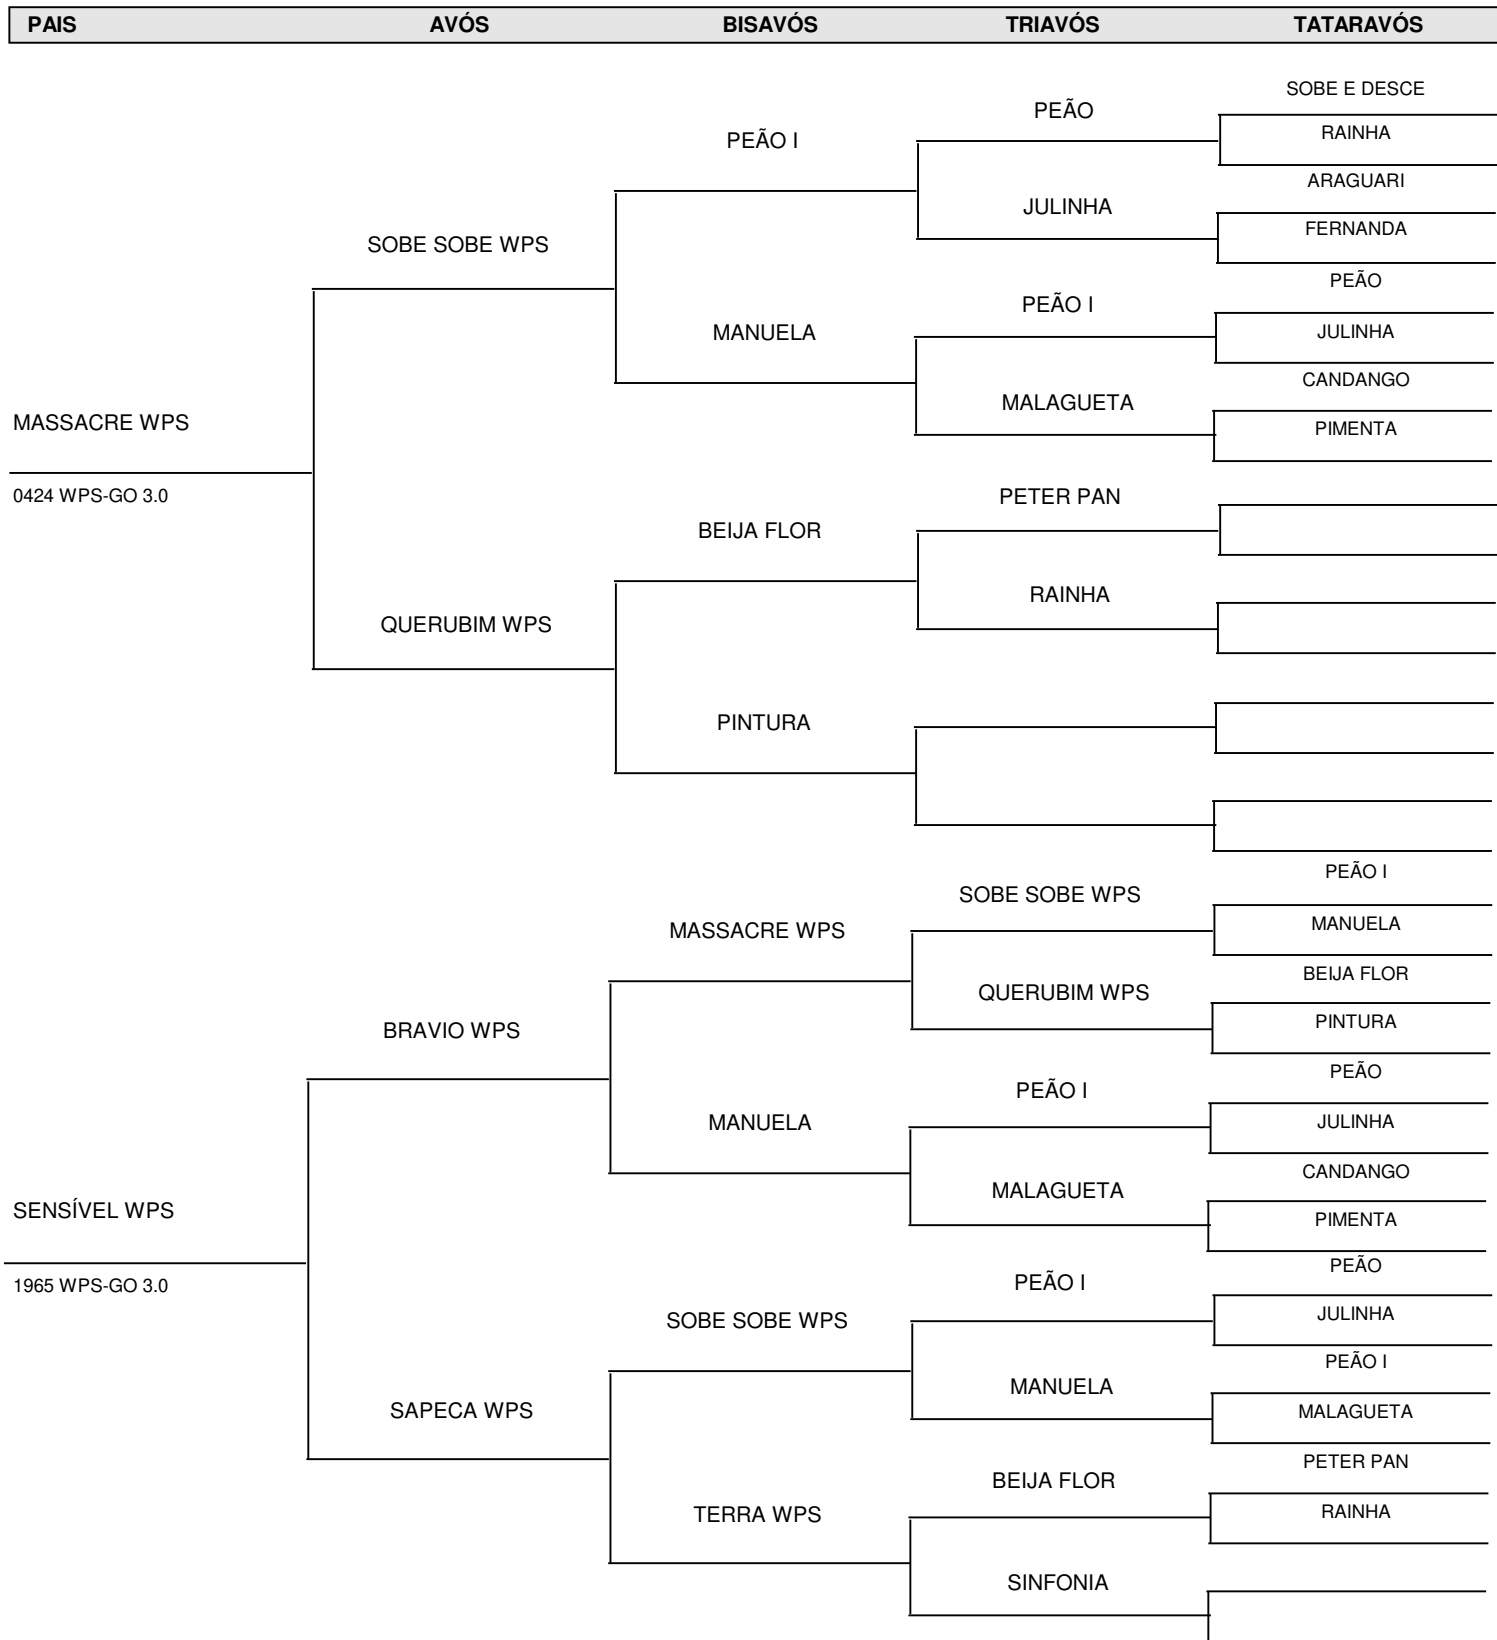 PAIS AVÓS BISAVÓS TRIAVÓS TATARAVÓS
SOBE E DESCE
PEÃO
RAINHA
PEÃO I
ARAGUARI
JULINHA
FERNANDA
SOBE SOBE WPS
PEÃO
PEÃO I
JULINHA
MANUELA
CANDANGO
MALAGUETA
MASSACRE WPS
PIMENTA
0424 WPS-GO 3.0
PETER PAN
BEIJA FLOR
RAINHA
QUERUBIM WPS
PINTURA
PEÃO I
SOBE SOBE WPS
MANUELA
MASSACRE WPS
BEIJA FLOR
QUERUBIM WPS
PINTURA
BRAVIO WPS
PEÃO
PEÃO I
JULINHA
MANUELA
CANDANGO
MALAGUETA
SENSÍVEL WPS
PIMENTA
PEÃO
1965 WPS-GO 3.0
PEÃO I
JULINHA
SOBE SOBE WPS
PEÃO I
MANUELA
SAPECA WPS
MALAGUETA
PETER PAN
BEIJA FLOR
RAINHA
TERRA WPS
SINFONIA